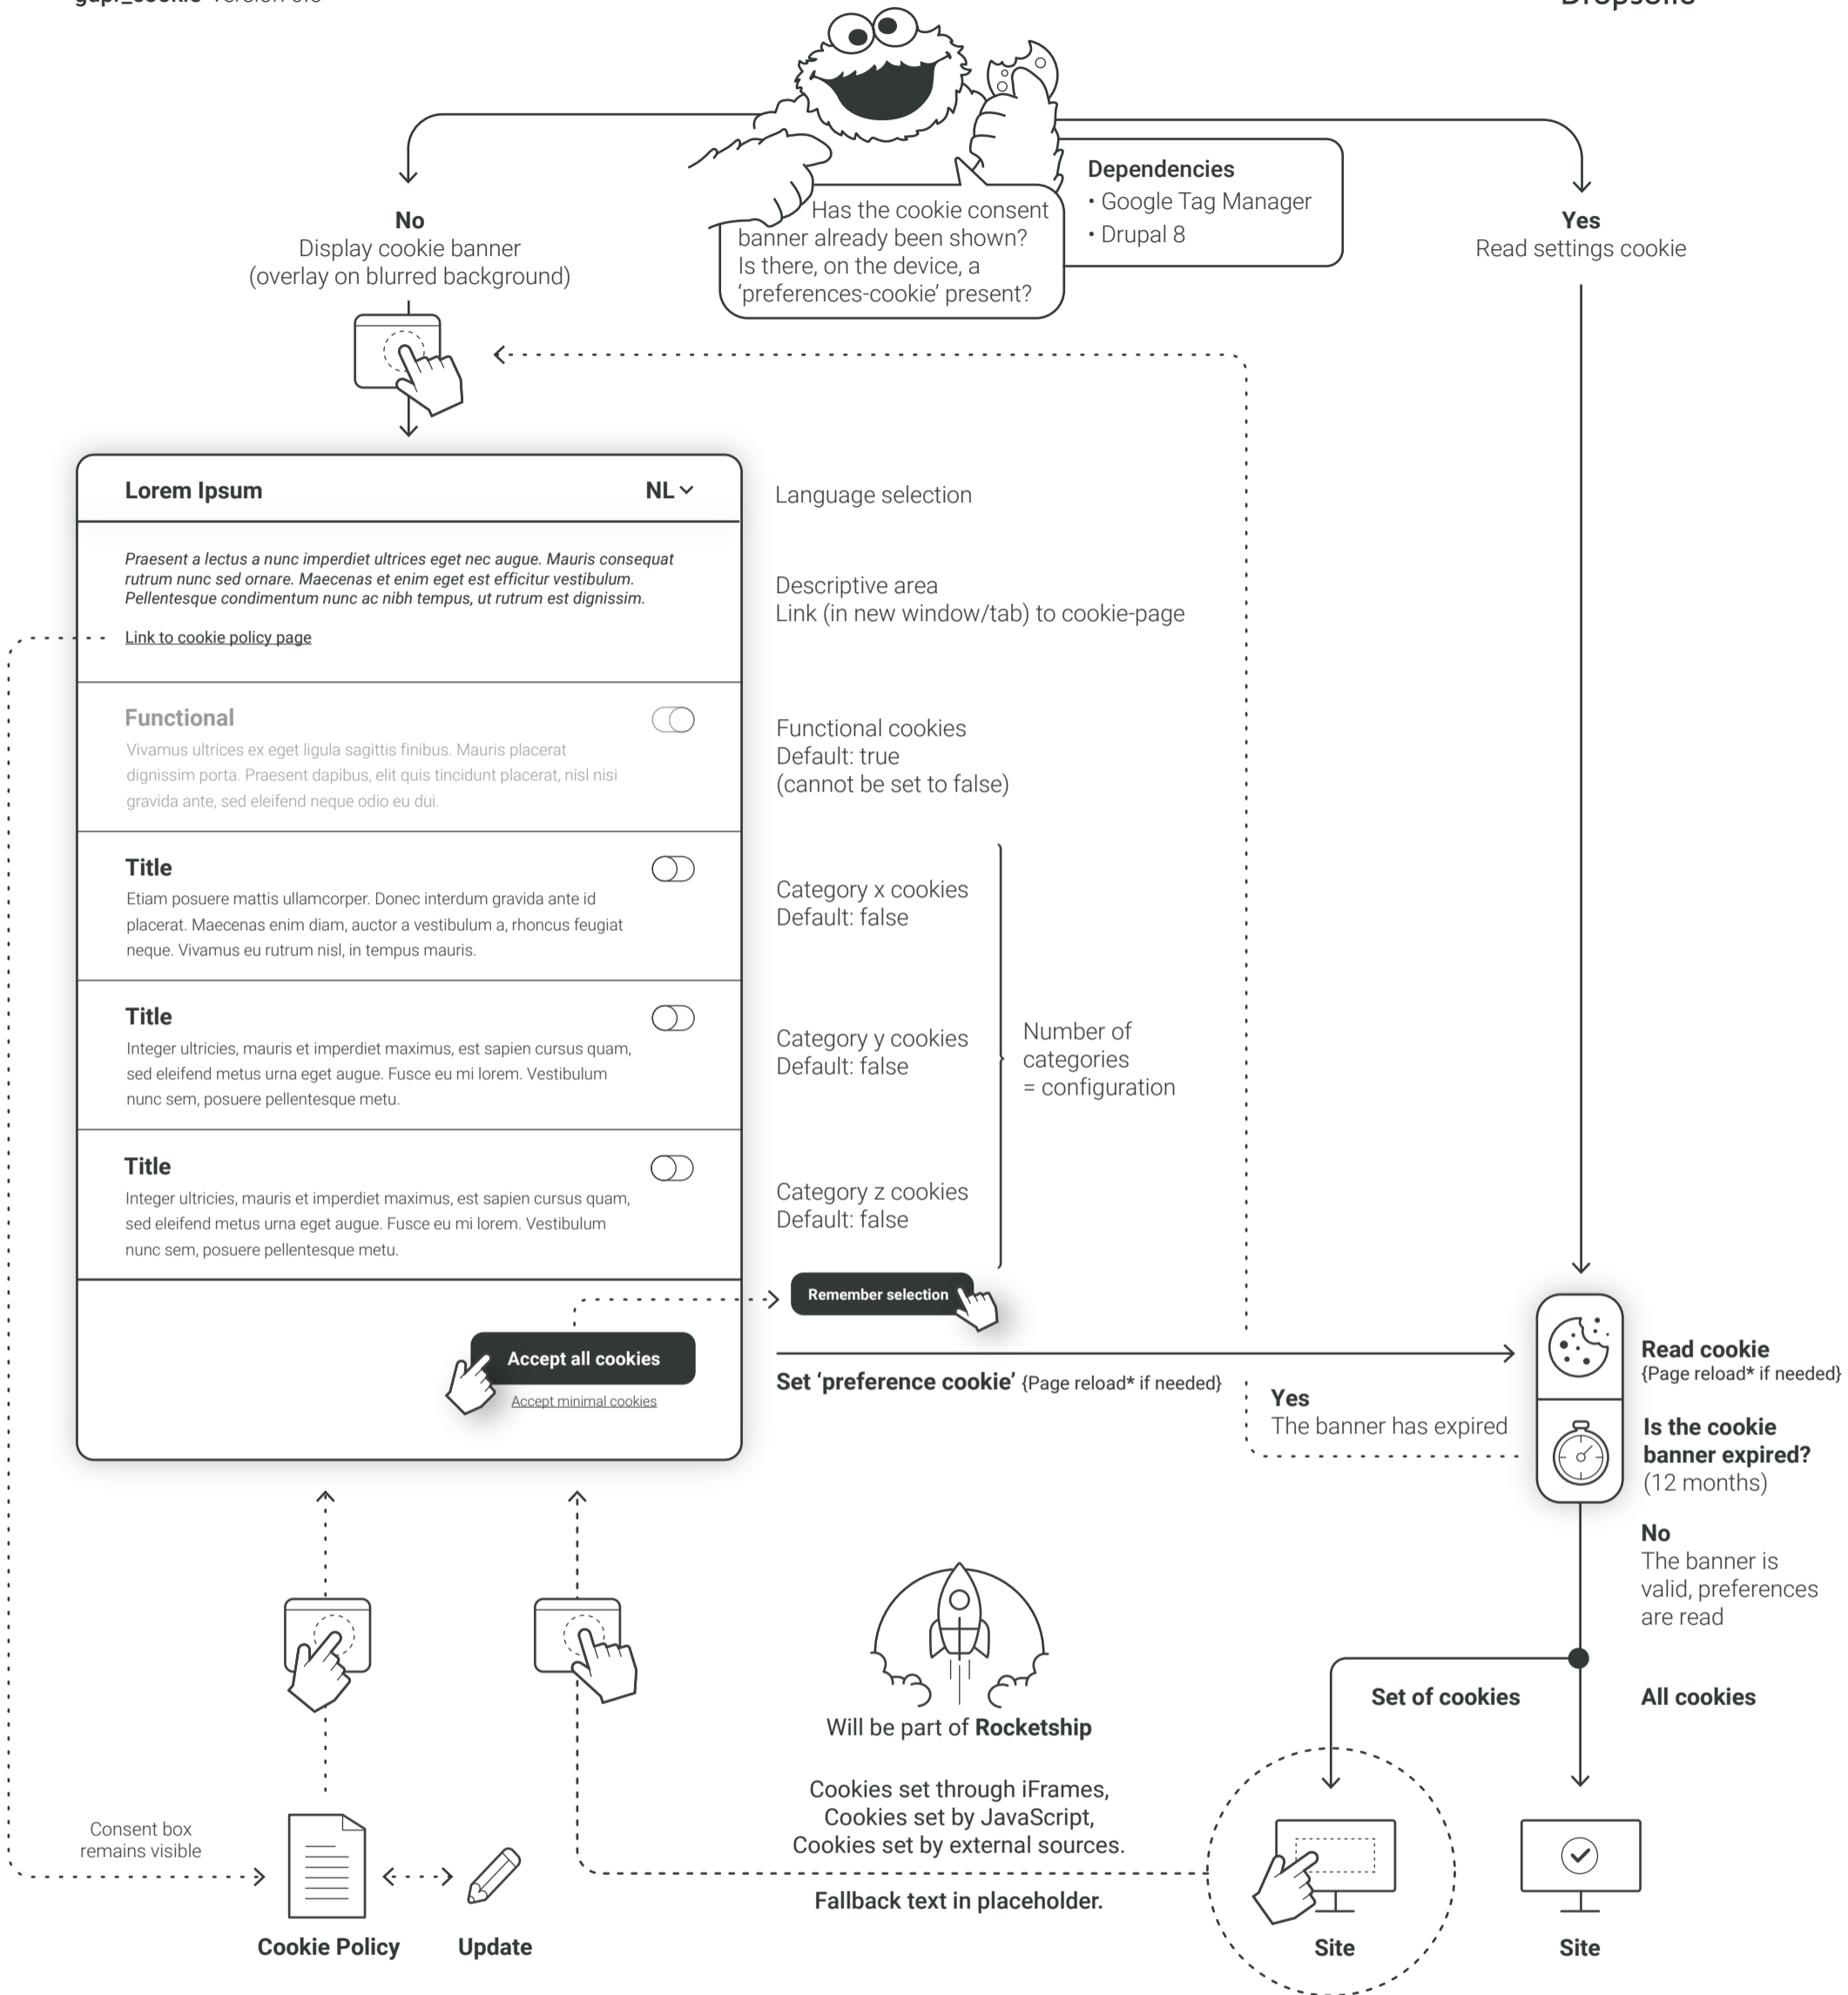 Dependencies
• Google Tag Manager
• Drupal 8
Has the cookie consent
banner already been shown?
Is there, on the device, a
‘preferences-cookie’ present?
No
Display cookie banner
(overlay on blurred background)
Yes
Read settings cookie
Lorem Ipsum
NL
Language selection
Praesent a lectus a nunc imperdiet ultrices eget nec augue. Mauris consequat
rutrum nunc sed ornare. Maecenas et enim eget est efficitur vestibulum.
Pellentesque condimentum nunc ac nibh tempus, ut rutrum est dignissim.
Link to cookie policy page
Descriptive area
Link (in new window/tab) to cookie-page
Functional
Vivamus ultrices ex eget ligula sagittis finibus. Mauris placerat
dignissim porta. Praesent dapibus, elit quis tincidunt placerat, nisl nisi
gravida ante, sed eleifend neque odio eu dui.
Functional cookies
Default: true
(cannot be set to false)
Title
Etiam posuere mattis ullamcorper. Donec interdum gravida ante id
placerat. Maecenas enim diam, auctor a vestibulum a, rhoncus feugiat
neque. Vivamus eu rutrum nisl, in tempus mauris.
Category x cookies
Default: false
Title
Integer ultricies, mauris et imperdiet maximus, est sapien cursus quam,
sed eleifend metus urna eget augue. Fusce eu mi lorem. Vestibulum
nunc sem, posuere pellentesque metu.
Category y cookies
Default: false
Number of
categories
= configuration
Title
Integer ultricies, mauris et imperdiet maximus, est sapien cursus quam,
sed eleifend metus urna eget augue. Fusce eu mi lorem. Vestibulum
nunc sem, posuere pellentesque metu.
Category z cookies
Default: false
Remember selection
Accept all cookies
Accept minimal cookies
Set ‘preference cookie’ {Page reload* if needed}
Read cookie
{Page reload* if needed}
Yes
The banner has expired
Is the cookie
banner expired?
(12 months)
No
The banner is
valid, preferences
are read
Set of cookies
All cookies
Will be part of Rocketship
Cookies set through iFrames,
Cookies set by JavaScript,
Cookies set by external sources.
Fallback text in placeholder.
Consent box
remains visible
Cookie Policy
Update
Site
Site